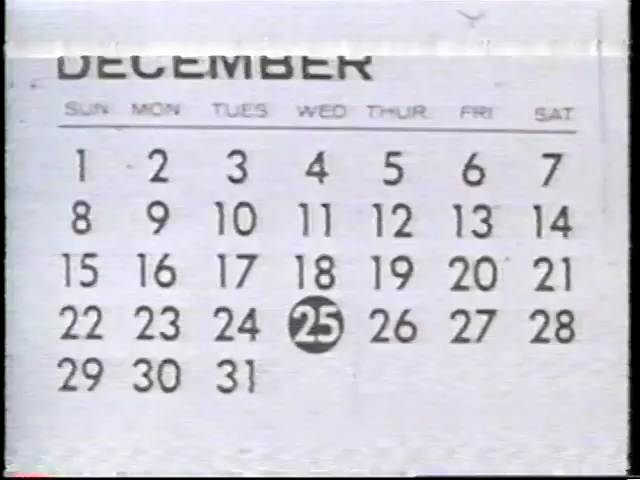 DECEMBER
SUN MON TUES WED THUR FRI SAT
1 2 3 4 5 6 7
8 9 10 11 12 13 14
15 16 17 18 19 20 21
22 23 24 25 26 27 28
29 30 31